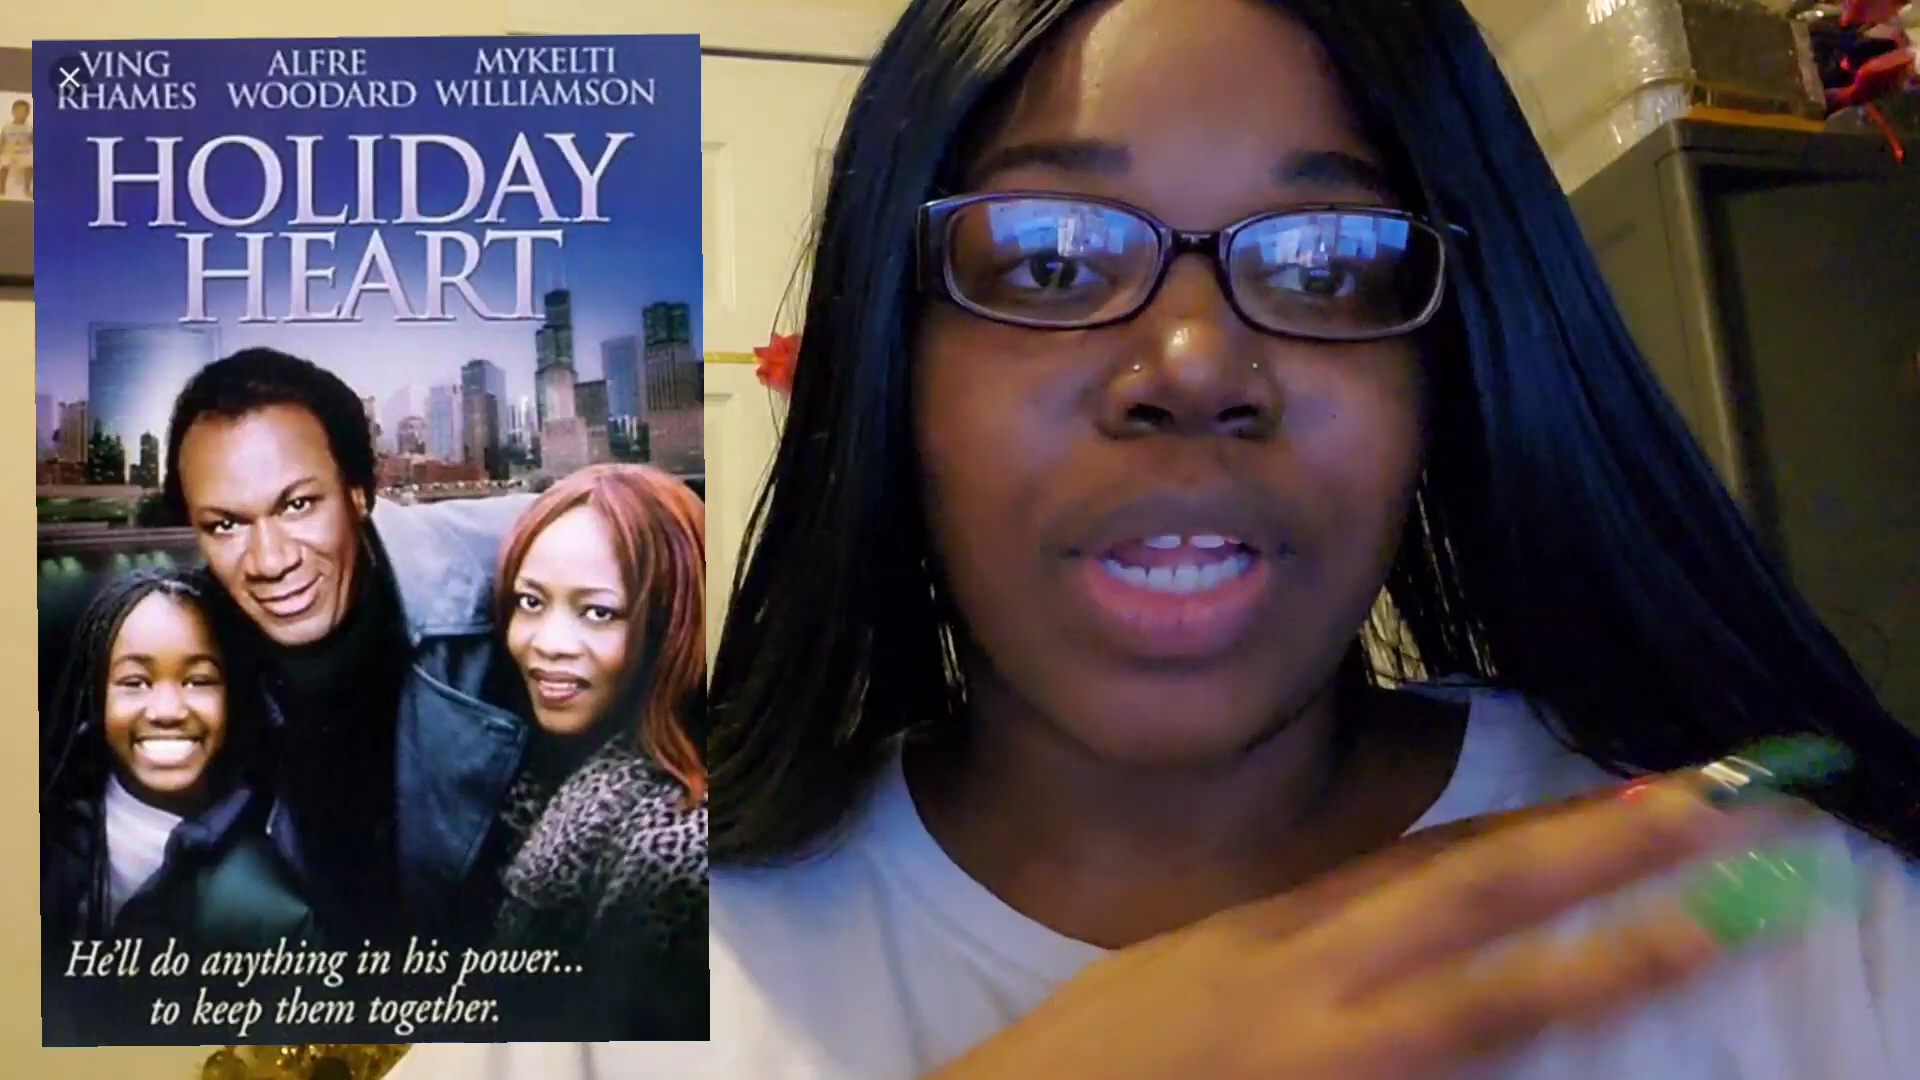 VING ALFRE MYKELTI
RHAMES WOODARD WILLIAMSON
HOLIDAY
HEART
He'll do anything in his power...
to keep them together.